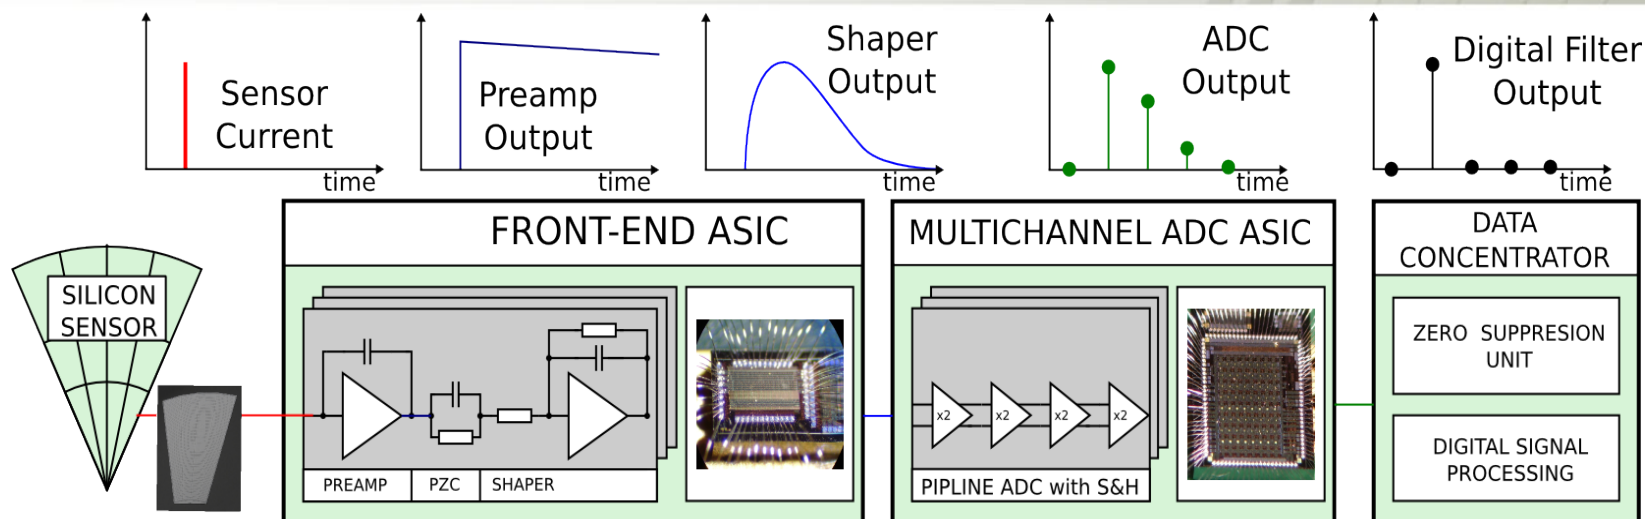 Sensor
Current
time
Preamp
Output
time
Shaper
Output
time
ADC
Output
time
Digital Filter
Output
time
SILICON
SENSOR
FRONT-END ASIC
PREAMP
PZC
SHAPER
MULTICHANNEL ADC ASIC
x2
x2
x2
x2
PIPLINE ADC with S&H
DATA
CONCENTRATOR
ZERO SUPPRESION
UNIT
DIGITAL SIGNAL
PROCESSING